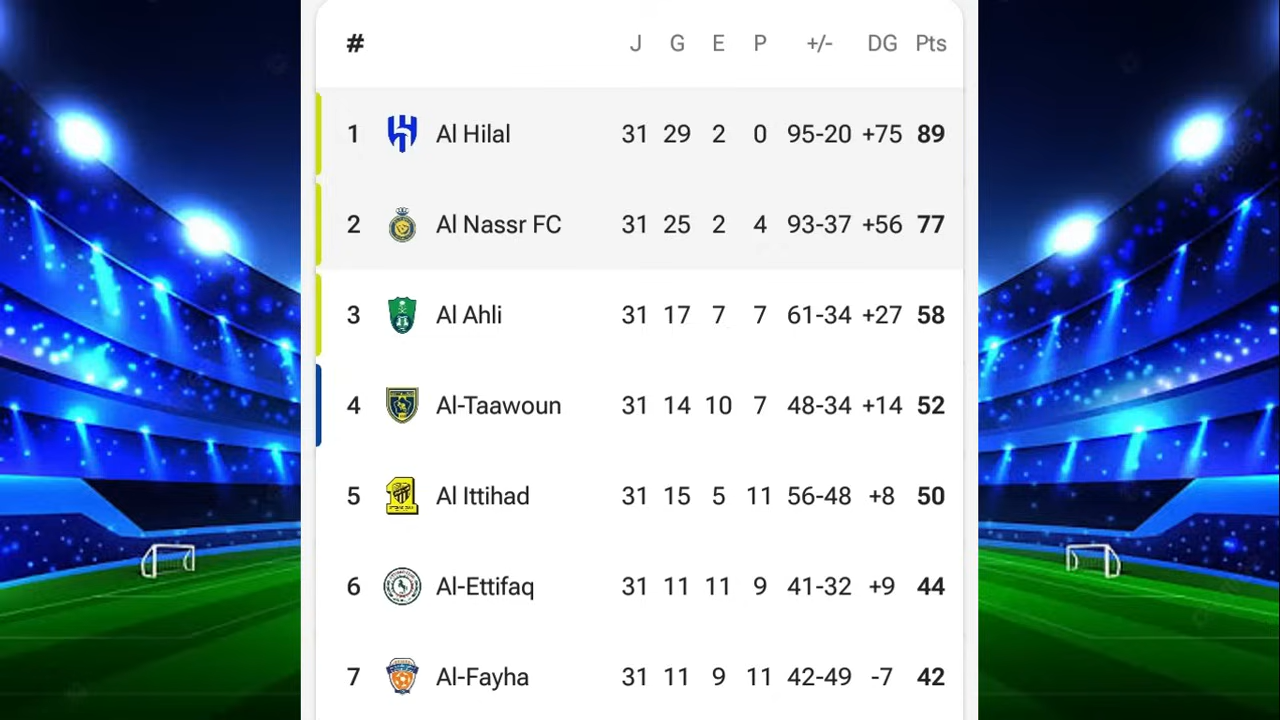 # J G E P +/- DG Pts
1 Al Hilal 31 29 2 0 95-20 +75 89
2 Al Nassr FC 31 25 2 4 93-37 +56 77
3 Al Ahli 31 17 7 7 61-34 +27 58
4 Al-Taawoun 31 14 10 7 48-34 +14 52
5 Al Ittihad 31 15 5 11 56-48 +8 50
6 Al-Ettifaq 31 11 11 9 41-32 +9 44
7 Al-Fayha 31 11 9 11 42-49 -7 42